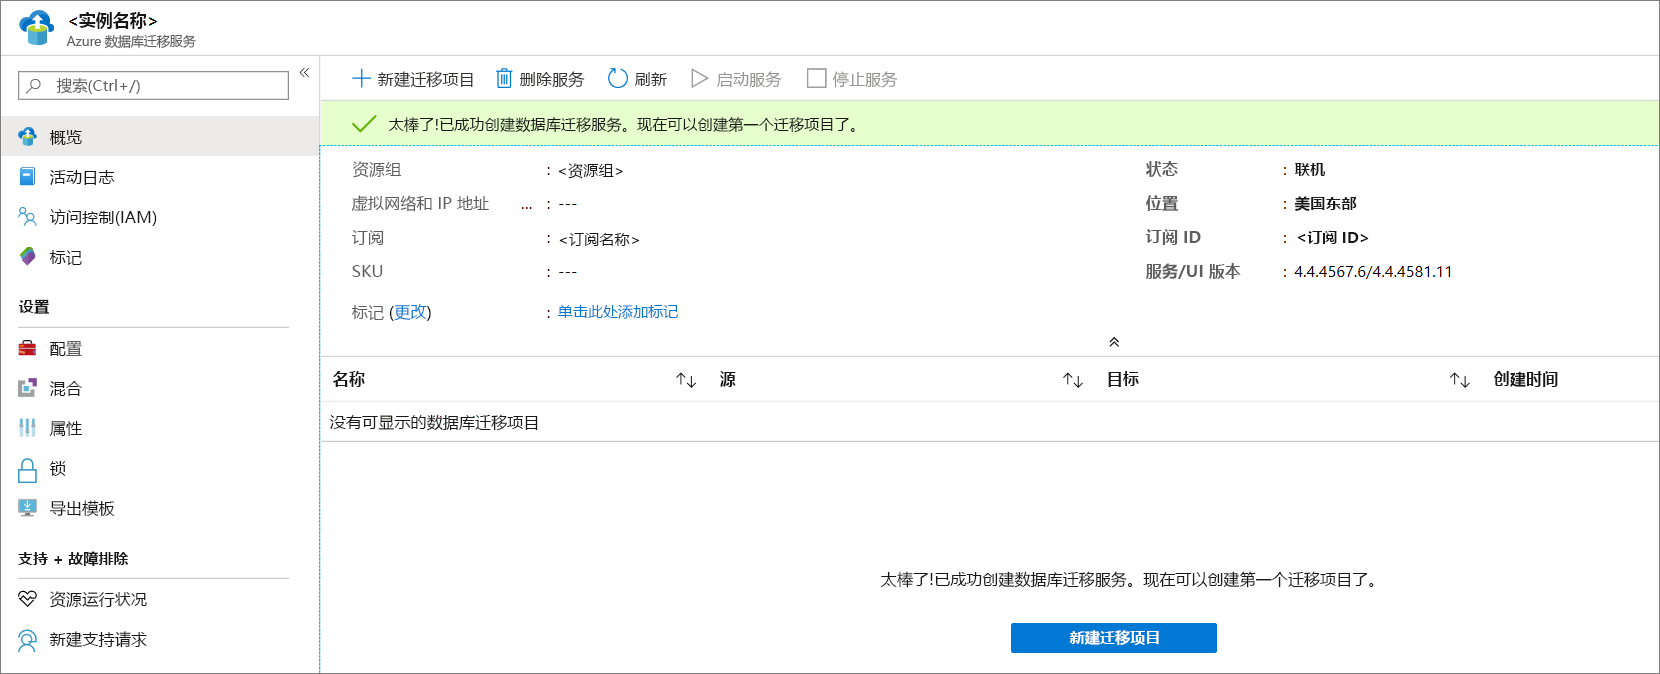 <实例名称>
Azure 数据库迁移服务
搜索(Ctrl+/)
概览
活动日志
访问控制(IAM)
标记
设置
配置
混合
属性
锁
导出模板
支持 + 故障排除
资源运行状况
新建支持请求
新建迁移项目 删除服务 刷新 启动服务 停止服务
太棒了!已成功创建数据库迁移服务。现在可以创建第一个迁移项目了。
资源组 : <资源组> 状态 : 联机
虚拟网络和 IP 地址 ... : --- 位置 : 美国东部
订阅 : <订阅名称> 订阅 ID : <订阅 ID>
SKU : --- 服务/UI 版本 : 4.4.4567.6/4.4.4581.11
标记 (更改) : 单击此处添加标记
名称 源 目标 创建时间
没有可显示的数据库迁移项目
太棒了!已成功创建数据库迁移服务。现在可以创建第一个迁移项目了。
新建迁移项目